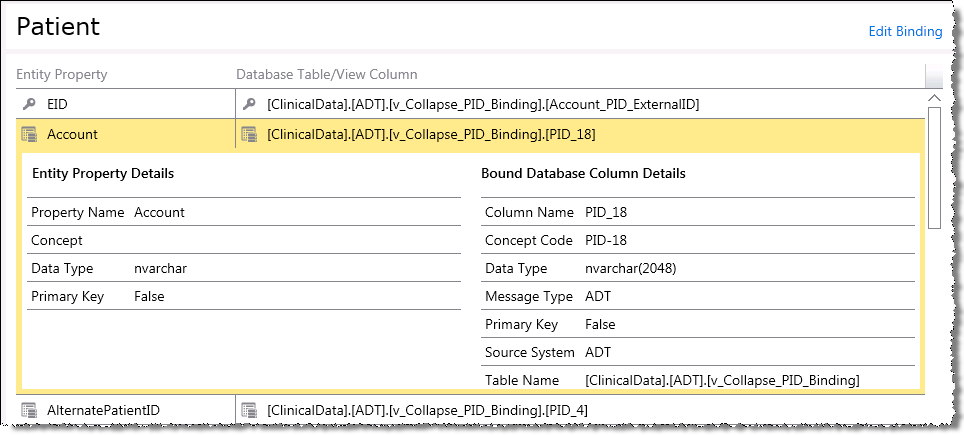 Patient
Edit Binding
Entity Property Database Table/View Column
EID [ClinicalData].[ADT].[v_Collapse_PID_Binding].[Account_PID_ExternalID]
Account [ClinicalData].[ADT].[v_Collapse_PID_Binding].[PID_18]
Entity Property Details
Property Name Account
Concept
Data Type nvarchar
Primary Key False
Bound Database Column Details
Column Name PID_18
Concept Code PID-18
Data Type nvarchar(2048)
Message Type ADT
Primary Key False
Source System ADT
Table Name [ClinicalData].[ADT].[v_Collapse_PID_Binding]
AlternatePatientID [ClinicalData].[ADT].[v_Collapse_PID_Binding].[PID_4]